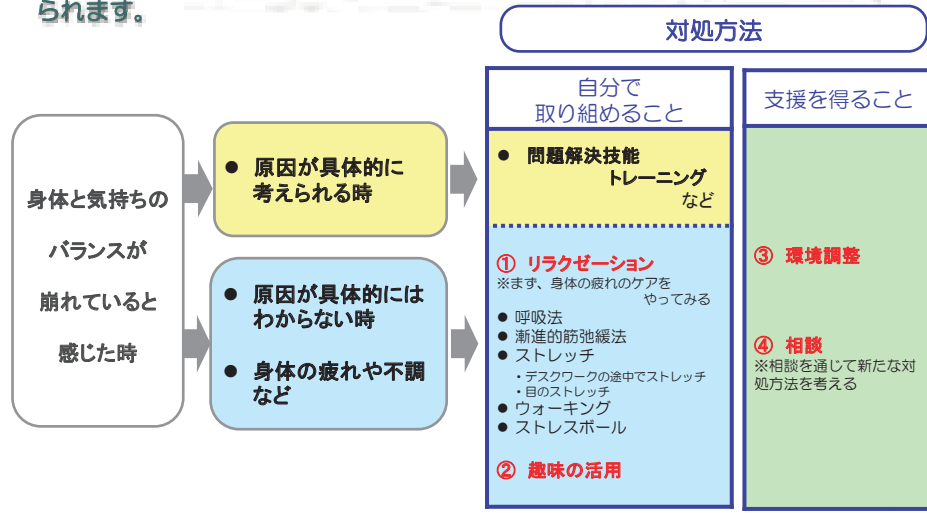 られます。
対処方法
身体と気持ちの
バランスが
崩れていると
感じた時
● 原因が具体的に
考えられる時
● 原因が具体的には
わからない時
● 身体の疲れや不調
など
自分で
取り組めること
● 問題解決技能
トレーニング
など
① リラクゼーション
※まず、身体の疲れのケアを
やってみる
● 呼吸法
● 漸進的筋弛緩法
● ストレッチ
・デスクワークの途中でストレッチ
・目のストレッチ
● ウォーキング
● ストレスボール
② 趣味の活用
支援を得ること
③ 環境調整
④ 相談
※相談を通じて新たな対
処方法を考える